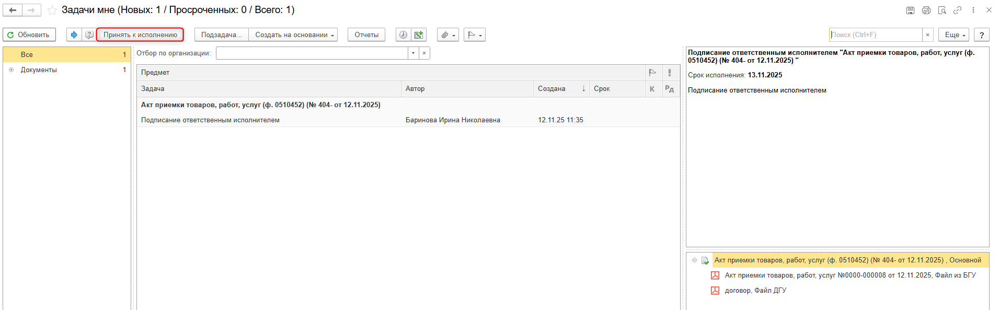 Задачи мне (Новых: 1 / Просроченных: 0 / Всего: 1)
Обновить
Принять к исполнению
Подзадача...
Создать на основании
Отчеты
Поиск (Ctrl+F)
×
Еще
?
Все 1
Документы 1
Отбор по организации:
×
Предмет
Задача Автор Создана ↓ Срок К РД
Акт приемки товаров, работ, услуг (ф. 0510452) (№ 404- от 12.11.2025)
Подписание ответственным исполнителем Баринова Ирина Николаевна 12.11.25 11:35
Подписание ответственным исполнителем "Акт приемки товаров, работ, услуг (ф.
0510452) (№ 404- от 12.11.2025) "
Срок исполнения: 13.11.2025
Подписание ответственным исполнителем
Акт приемки товаров, работ, услуг (ф. 0510452) (№ 404- от 12.11.2025) , Основной
Акт приемки товаров, работ, услуг №0000-000008 от 12.11.2025, Файл из БГУ
договор, Файл ДГУ